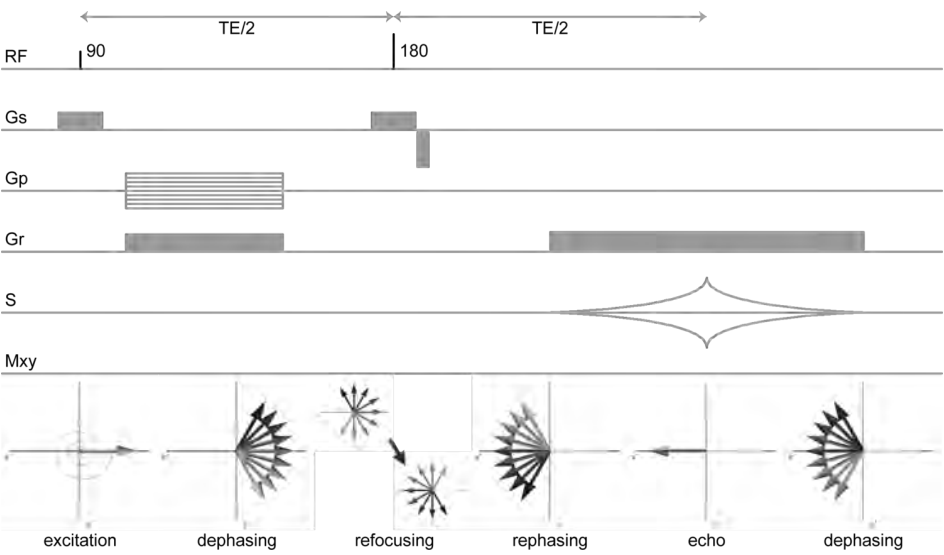 TE/2 TE/2
RF 90 180
Gs
Gp
Gr
S
Mxy
excitation dephasing refocusing rephasing echo dephasing